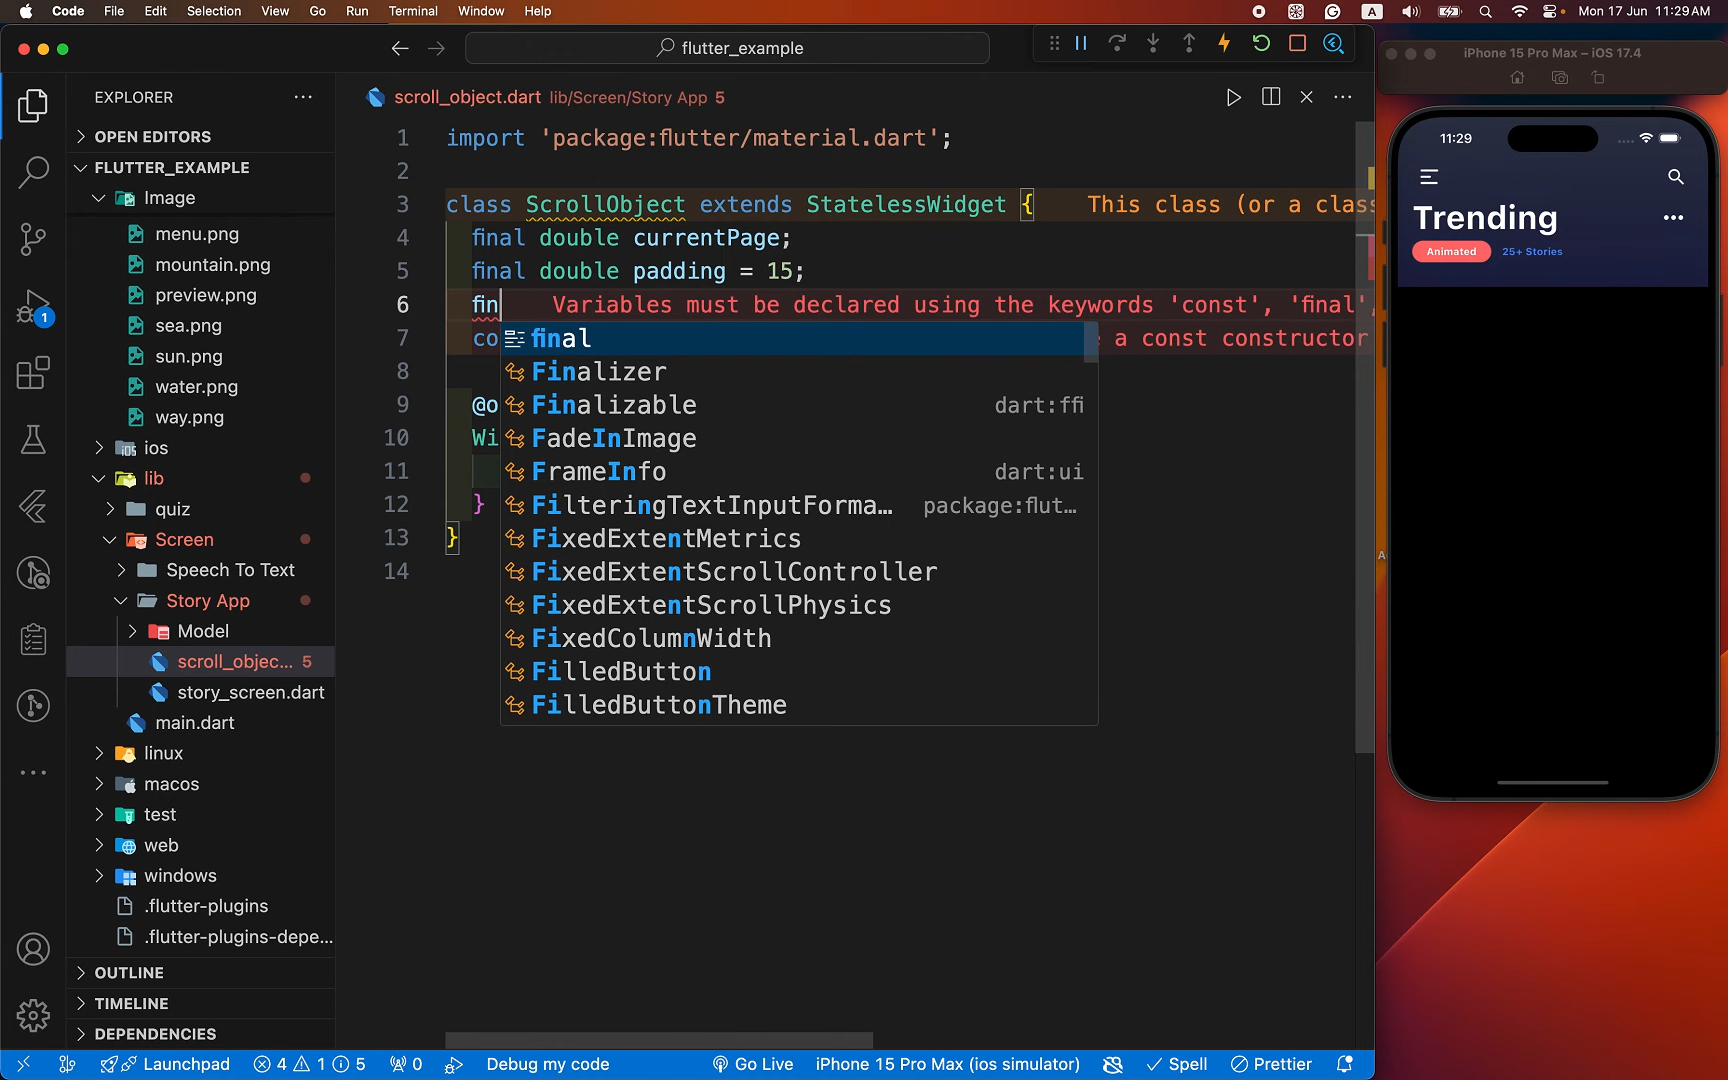 Code File Edit Selection View Go Run Terminal Window Help
A Mon 17 Jun 11:29 AM
flutter_example
iPhone 15 Pro Max – iOS 17.4
EXPLORER
OPEN EDITORS
FLUTTER_EXAMPLE
Image
menu.png
mountain.png
preview.png
sea.png
sun.png
water.png
way.png
ios
lib
quiz
Screen
Speech To Text
Story App
Model
scroll_objec... 5
story_screen.dart
main.dart
linux
macos
test
web
windows
.flutter-plugins
.flutter-plugins-depe...
OUTLINE
TIMELINE
DEPENDENCIES
1
scroll_object.dart lib/Screen/Story App 5
1 import 'package:flutter/material.dart';
2
3 class ScrollObject extends StatelessWidget { This class (or a clas
4 final double currentPage;
5 final double padding = 15;
6 fin Variables must be declared using the keywords 'const', 'final',
7 co a const constructor
8
9 @o
10 Wi
11
12 }
13 }
14
final
Finalizer
Finalizable dart:ffi
FadeInImage
FrameInfo dart:ui
FilteringTextInputForma... package:flut...
FixedExtentMetrics
FixedExtentScrollController
FixedExtentScrollPhysics
FixedColumnWidth
FilledButton
FilledButtonTheme
11:29
Trending
Animated 25+ Stories
Launchpad 4 1 5 0 Debug my code Go Live iPhone 15 Pro Max (ios simulator) Spell Prettier